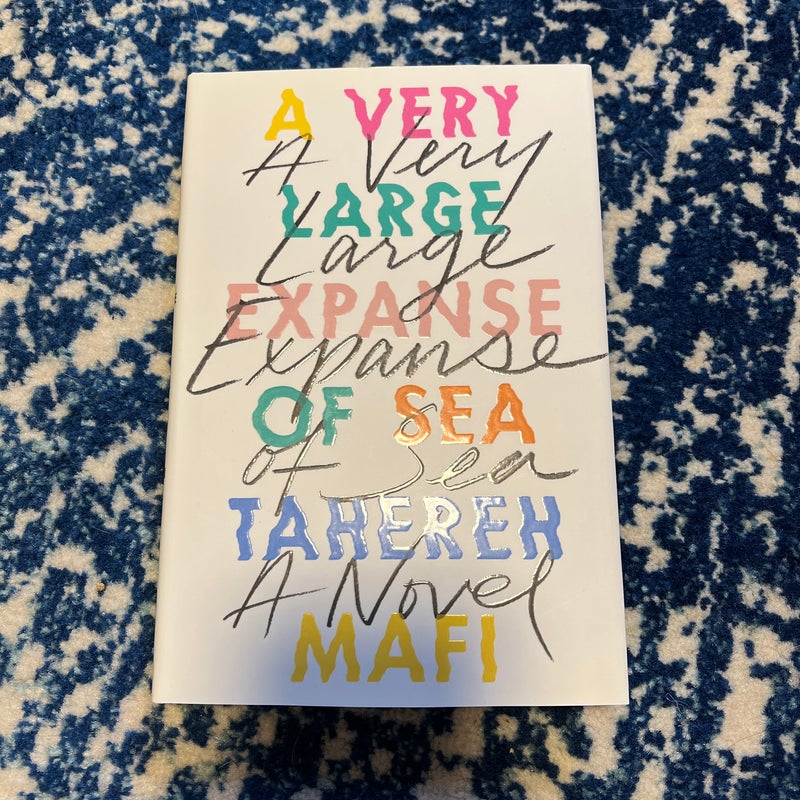 A VERY
A Very
LARGE
Large
EXPANSE
Expanse
OF SEA
of Sea
TAHEREH
A Novel
MAFI